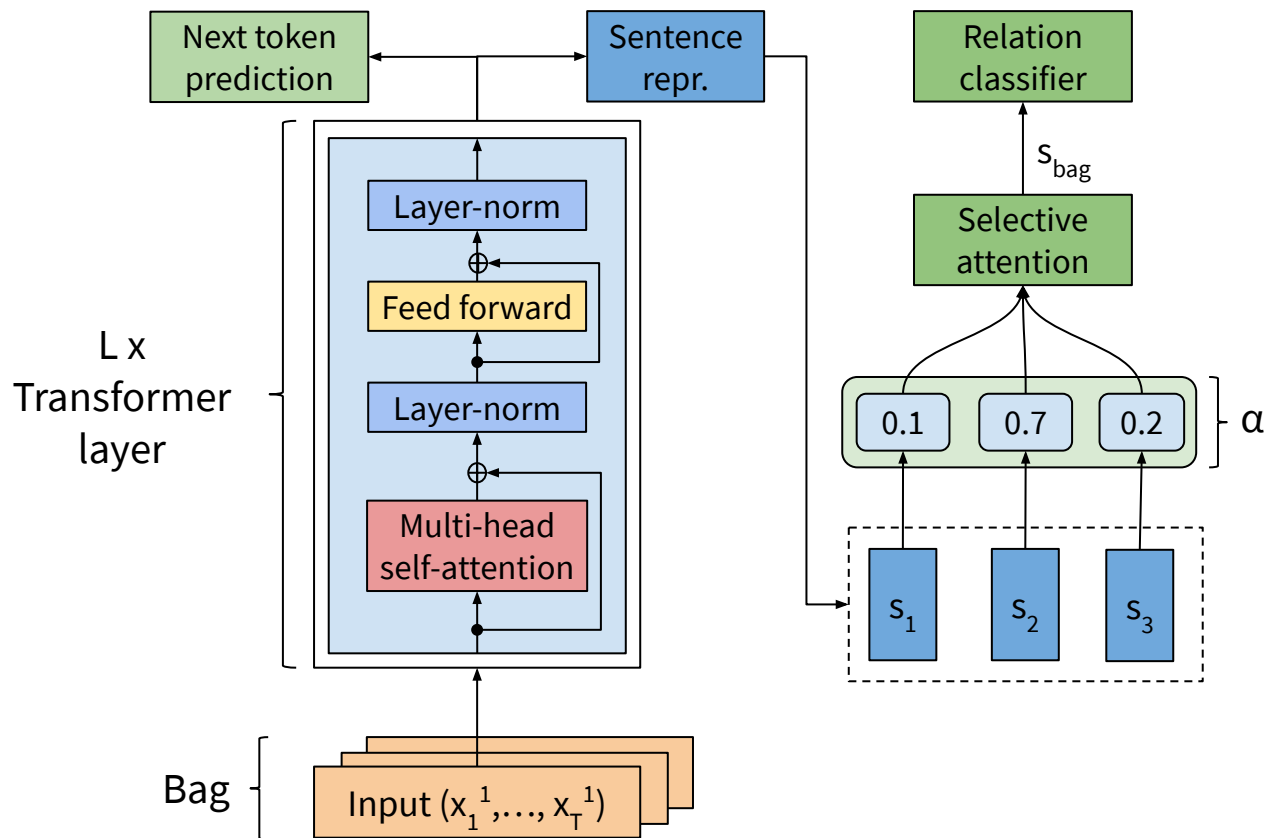 Next token
prediction
Sentence
repr.
Relation
classifier
s_bag
Layer-norm
Selective
attention
Feed forward
L x
Transformer
layer
Layer-norm
0.1
0.7
0.2
α
Multi-head
self-attention
s_1
s_2
s_3
Bag
Input (x_1^1,..., x_T^1)